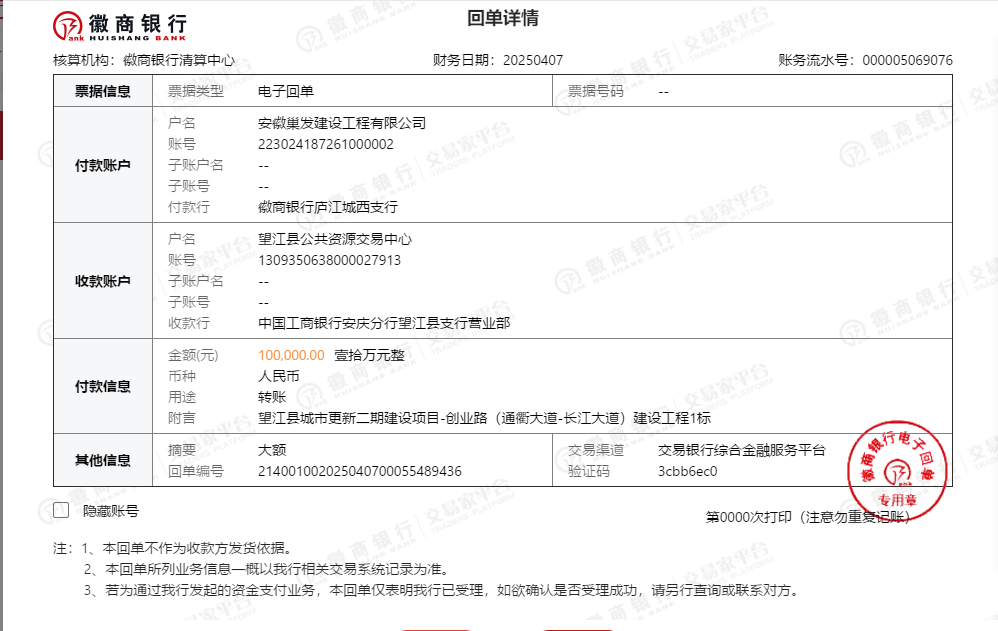 徽商银行
HUISHANG BANK
回单详情
核算机构：徽商银行清算中心 财务日期：20250407 账务流水号：000005069076
票据信息 票据类型 电子回单 票据号码 --
付款账户
户名 安徽巢发建设工程有限公司
账号 223024187261000002
子账户名 --
子账号 --
付款行 徽商银行庐江城西支行
收款账户
户名 望江县公共资源交易中心
账号 1309350638000027913
子账户名 --
子账号 --
收款行 中国工商银行安庆分行望江县支行营业部
付款信息
金额(元) 100,000.00 壹拾万元整
币种 人民币
用途 转账
附言 望江县城市更新二期建设项目-创业路（通衢大道-长江大道）建设工程1标
其他信息
摘要 大额 交易渠道 交易银行综合金融服务平台
回单编号 214001002025040700055489436 验证码 3cbb6ec0
徽商银行电子回单
专用章
隐藏账号
第0000次打印（注意勿重复记账）
注：1、本回单不作为收款方发货依据。
2、本回单所列业务信息一概以我行相关交易系统记录为准。
3、若为通过我行发起的资金支付业务，本回单仅表明我行已受理，如欲确认是否受理成功，请另行查询或联系对方。
徽商银行 交易家平台
HUISHANG BANK TRADERS PLATFORM